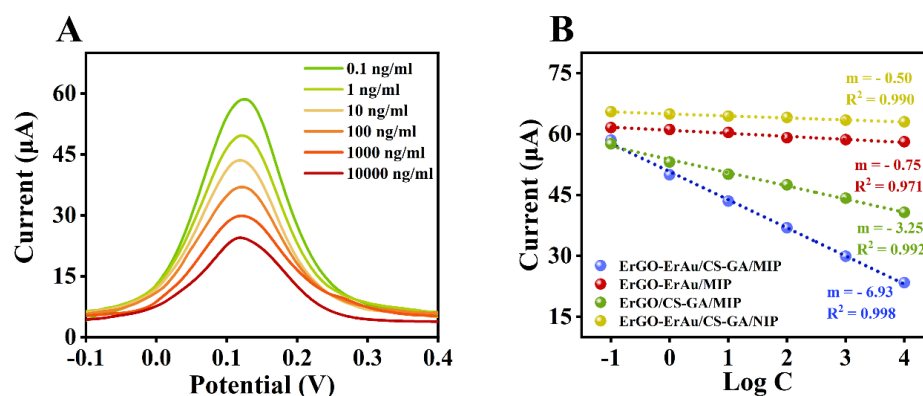 A
0.1 ng/ml
1 ng/ml
10 ng/ml
100 ng/ml
1000 ng/ml
10000 ng/ml
60
45
30
15
0
-0.1
0.0
0.1
0.2
0.3
0.4
Current (μA)
Potential (V)
B
75
60
45
30
15
-1
0
1
2
3
4
Current (μA)
Log C
m = - 0.50
R² = 0.990
m = - 0.75
R² = 0.971
m = - 3.25
R² = 0.992
m = - 6.93
R² = 0.998
ErGO-ErAu/CS-GA/MIP
ErGO-ErAu/MIP
ErGO/CS-GA/MIP
ErGO-ErAu/CS-GA/NIP